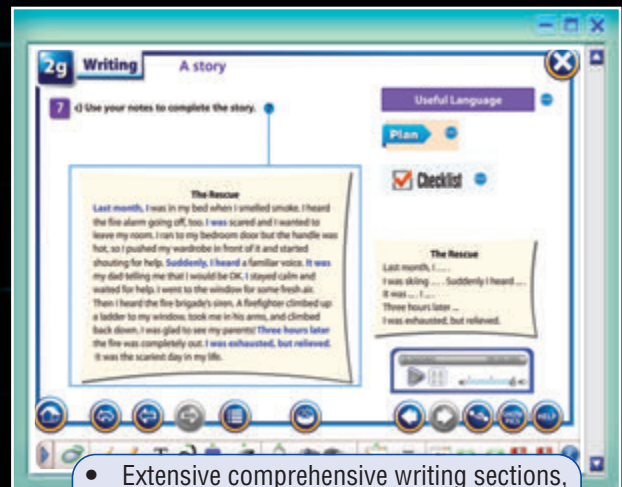 2g Writing A story
7 c) Use your notes to complete the story.
Useful Language
Plan
Checklist
The Rescue
Last month, I was in my bed when I smelled smoke. I heard
the fire alarm going off, too. I was scared and I wanted to
leave my room. I ran to my bedroom door but the handle was
hot, so I pushed my wardrobe in front of it and started
shouting for help. Suddenly, I heard a familiar voice. It was
my dad telling me that I would be OK. I stayed calm and
waited for help. I went to the window for some fresh air.
Then I heard the fire brigade's siren. A firefighter climbed up
a ladder to my window, took me in his arms, and climbed
back down. I was glad to see my parents! Three hours later
the fire was completely out. I was exhausted, but relieved.
It was the scariest day in my life.
The Rescue
Last month, I ... .
I was skiing ... . Suddenly I heard ... .
It was ... . I ... .
Three hours later ...
I was exhausted, but relieved.
SHOW PICS
HELP
• Extensive comprehensive writing sections,